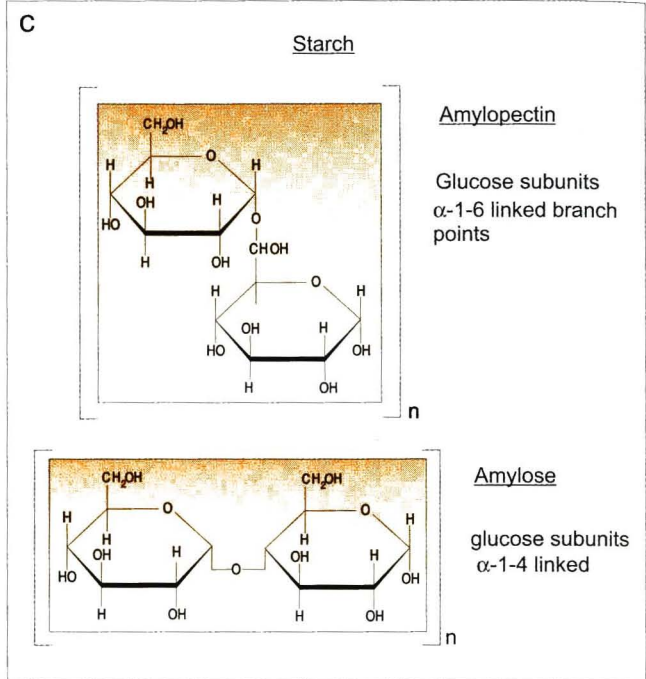 C
Starch
Amylopectin
Glucose subunits
α-1-6 linked branch
points
CH₂OH
O
H
H
H
OH
H
HO
O
H
OH
CHOH
O
H
H
OH
H
HO
OH
H
OH
n
Amylose
glucose subunits
α-1-4 linked
CH₂OH
CH₂OH
O
O
H
H
H
H
OH
H
OH
H
HO
O
OH
H
OH
H
OH
n